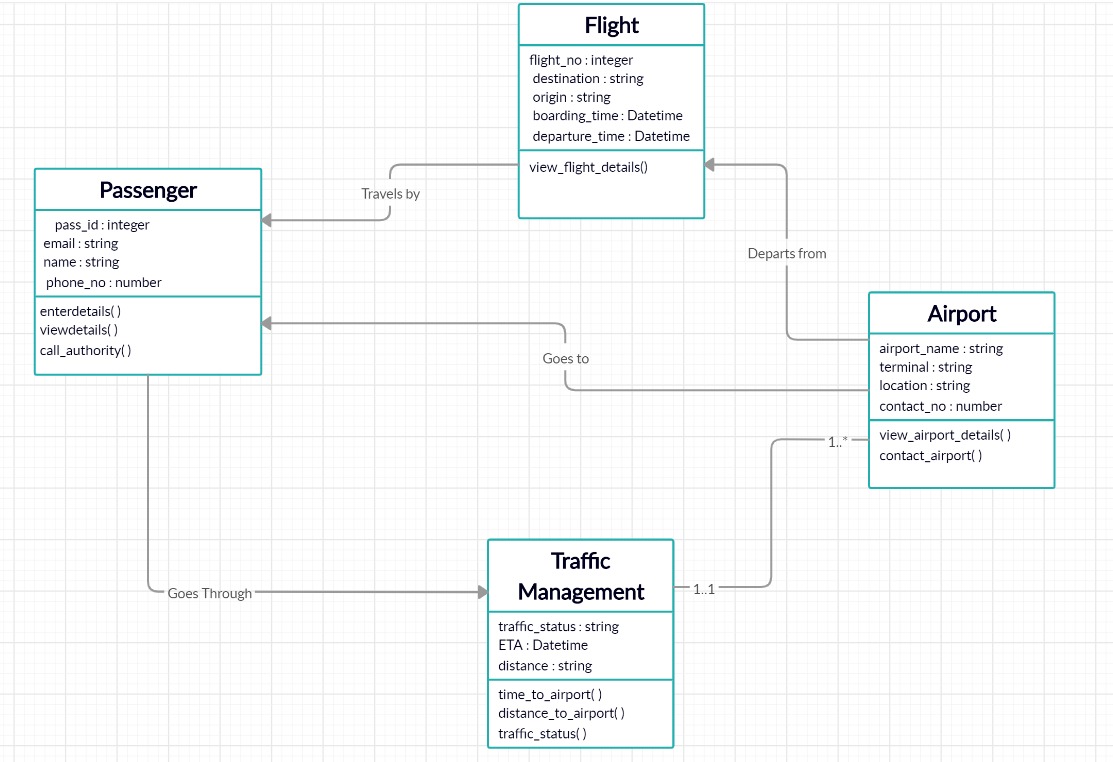 Flight
flight_no : integer
destination : string
origin : string
boarding_time : Datetime
departure_time : Datetime
view_flight_details()
Passenger
pass_id : integer
email : string
name : string
phone_no : number
enterdetails( )
viewdetails( )
call_authority( )
Travels by
Departs from
Goes to
Airport
airport_name : string
terminal : string
location : string
contact_no : number
view_airport_details( )
contact_airport( )
1..*
Goes Through
1..1
Traffic
Management
traffic_status : string
ETA : Datetime
distance : string
time_to_airport( )
distance_to_airport( )
traffic_status( )